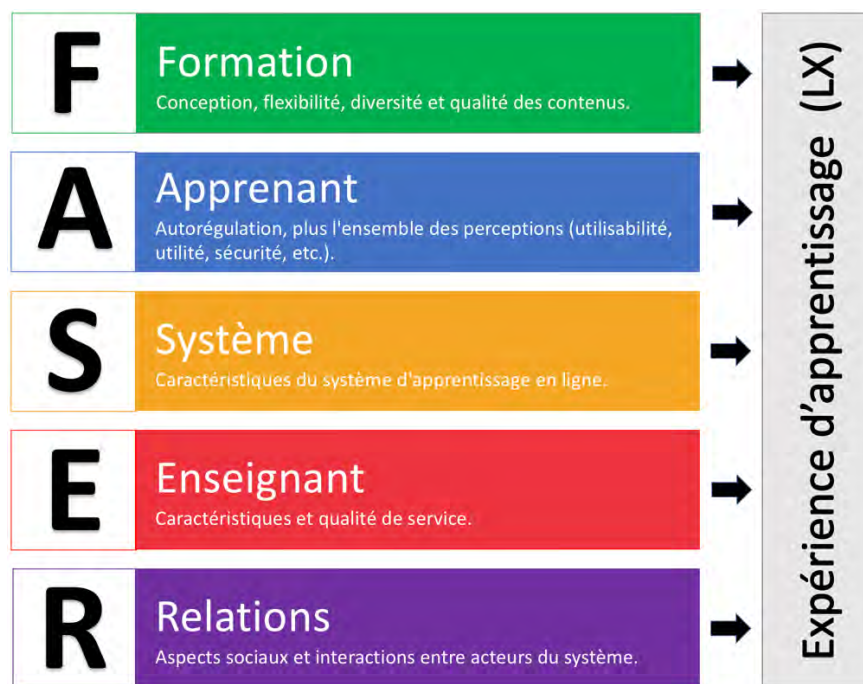 F
Formation
Conception, flexibilité, diversité et qualité des contenus.
A
Apprenant
Autorégulation, plus l'ensemble des perceptions (utilisabilité,
utilité, sécurité, etc.).
S
Système
Caractéristiques du système d'apprentissage en ligne.
E
Enseignant
Caractéristiques et qualité de service.
R
Relations
Aspects sociaux et interactions entre acteurs du système.
Expérience d’apprentissage (LX)